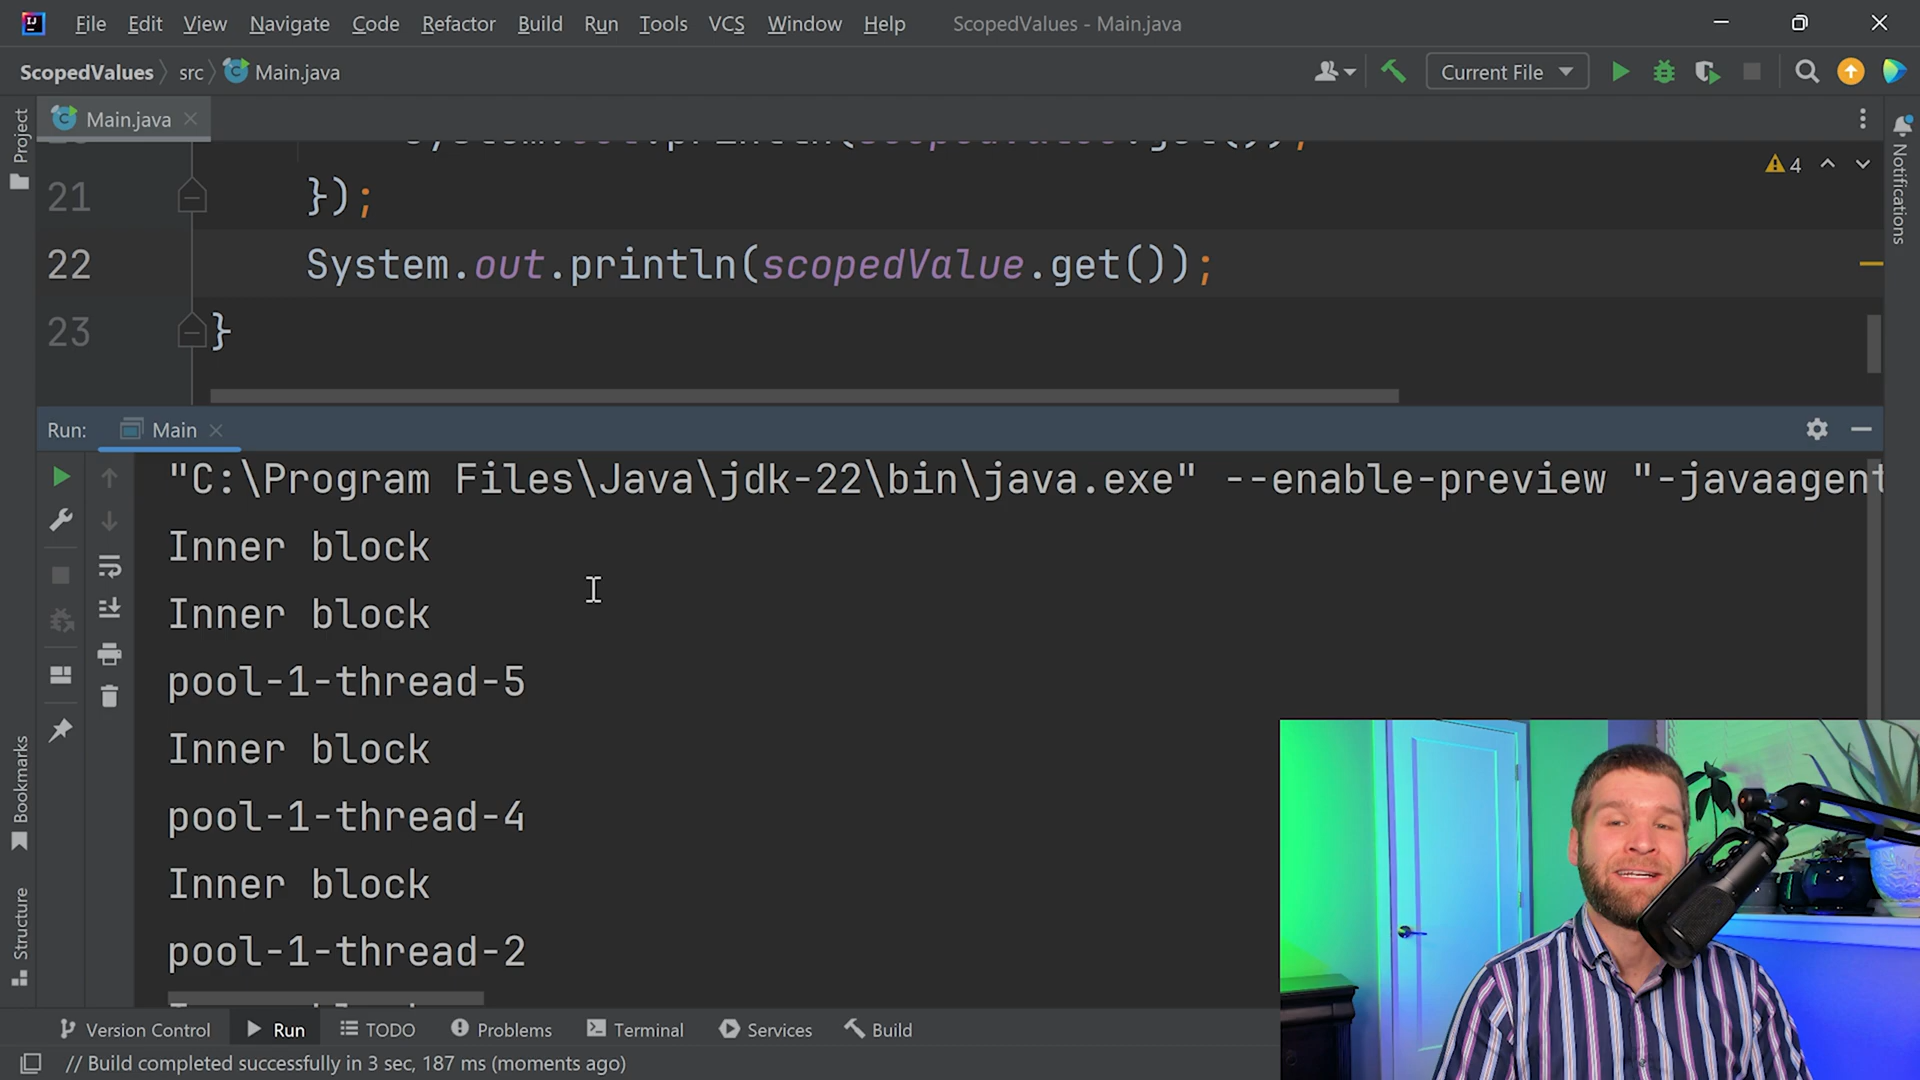 File Edit View Navigate Code Refactor Build Run Tools VCS Window Help ScopedValues - Main.java
ScopedValues src Main.java Current File
Project
Main.java
4
Notifications
21 });
22 System.out.println(scopedValue.get());
23 }
Run: Main
"C:\Program Files\Java\jdk-22\bin\java.exe" --enable-preview "-javaagent
Inner block
Inner block
pool-1-thread-5
Inner block
pool-1-thread-4
Inner block
pool-1-thread-2
Bookmarks
Structure
Version Control Run TODO Problems Terminal Services Build
// Build completed successfully in 3 sec, 187 ms (moments ago)